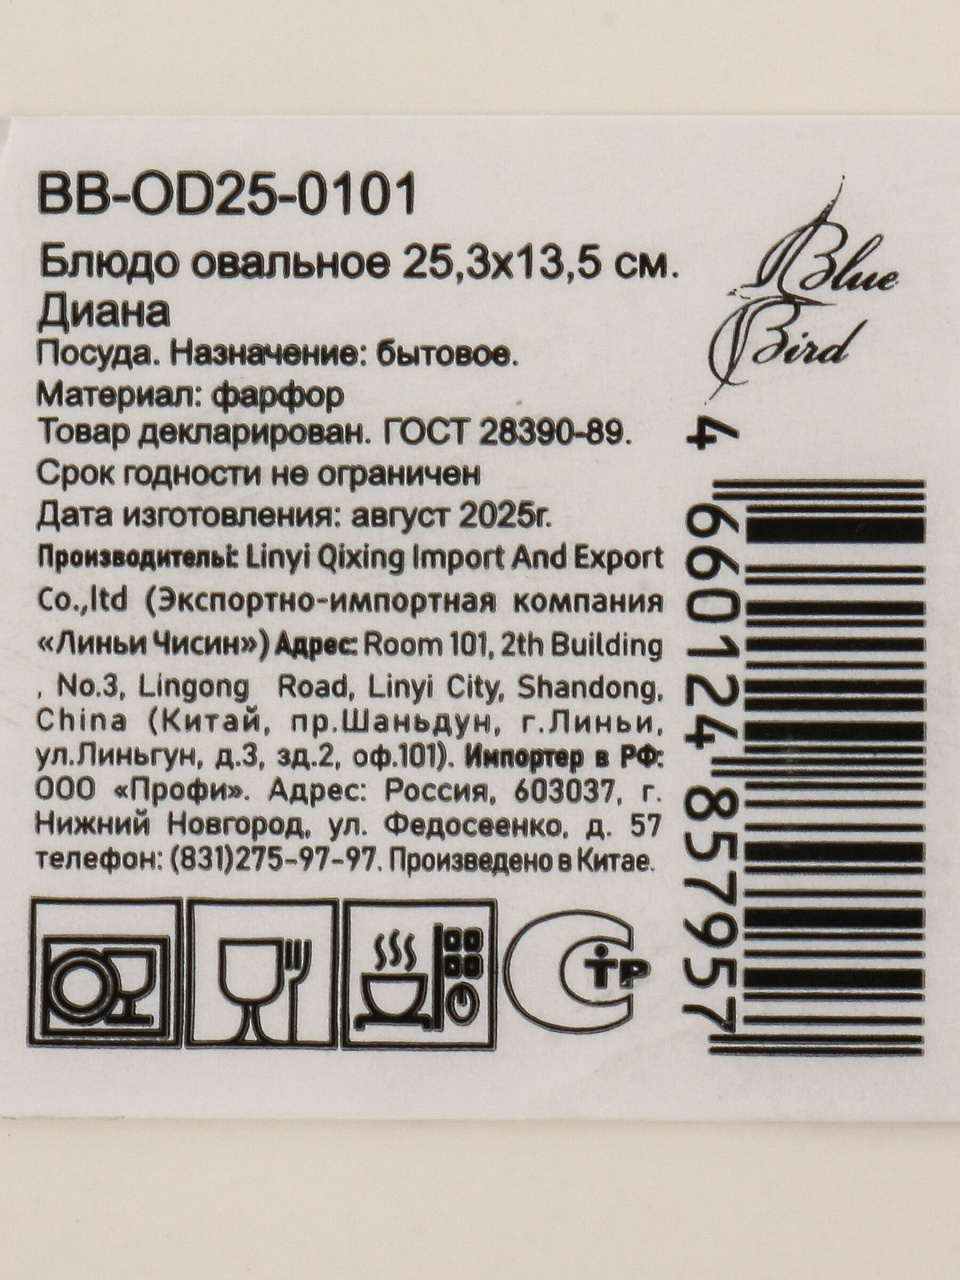 BB-OD25-0101
Блюдо овальное 25,3х13,5 см.
Диана
Посуда. Назначение: бытовое.
Материал: фарфор
Товар декларирован. ГОСТ 28390-89.
Срок годности не ограничен
Дата изготовления: август 2025г.
Производитель: Linyi Qixing Import And Export
Co.,ltd (Экспортно-импортная компания
«Линьи Чисин») Адрес: Room 101, 2th Building
, No.3, Lingong Road, Linyi City, Shandong,
China (Китай, пр.Шаньдун, г.Линьи,
ул.Линьгун, д.3, зд.2, оф.101). Импортер в РФ:
ООО «Профи». Адрес: Россия, 603037, г.
Нижний Новгород, ул. Федосеенко, д. 57
телефон: (831)275-97-97. Произведено в Китае.
Blue
Bird
4 660124 857957
СТР